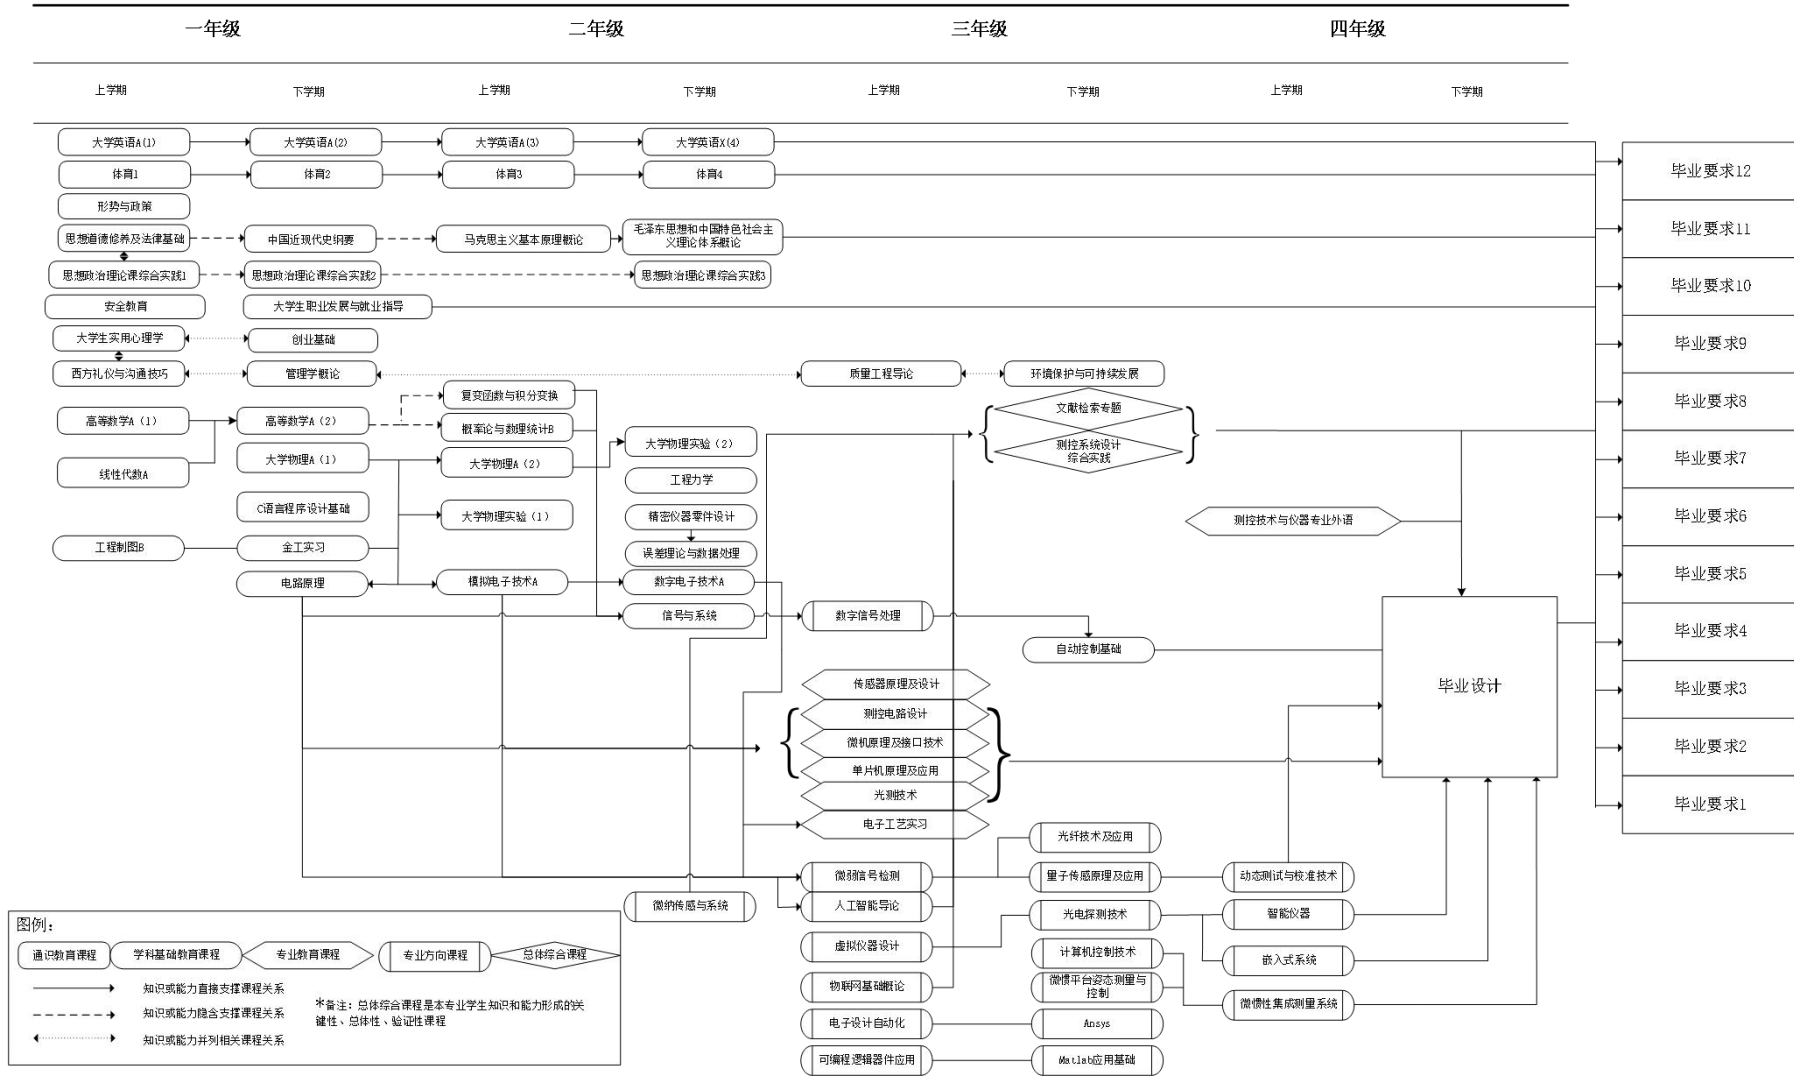 一年级
二年级
三年级
四年级
上学期
下学期
上学期
下学期
上学期
下学期
上学期
下学期
大学英语A(1)
大学英语A(2)
大学英语A(3)
大学英语X(4)
体育1
体育2
体育3
体育4
形势与政策
思想道德修养及法律基础
中国近现代史纲要
马克思主义基本原理概论
毛泽东思想和中国特色社会主
义理论体系概论
思想政治理论课综合实践1
思想政治理论课综合实践2
思想政治理论课综合实践3
安全教育
大学生职业发展与就业指导
大学生实用心理学
创业基础
西方礼仪与沟通技巧
管理学概论
质量工程导论
环境保护与可持续发展
复变函数与积分变换
高等数学A（1）
高等数学A（2）
概率论与数理统计B
文献检索专题
大学物理实验（2）
测控系统设计
综合实践
线性代数A
大学物理A（1）
大学物理A（2）
工程力学
C语言程序设计基础
大学物理实验（1）
精密仪器零件设计
测控技术与仪器专业外语
工程制图B
金工实习
误差理论与数据处理
电路原理
模拟电子技术A
数字电子技术A
信号与系统
数字信号处理
自动控制基础
传感器原理及设计
测控电路设计
微机原理及接口技术
单片机原理及应用
光测技术
电子工艺实习
毕业设计
光纤技术及应用
微弱信号检测
量子传感原理及应用
动态测试与校准技术
微纳传感与系统
人工智能导论
光电探测技术
智能仪器
虚拟仪器设计
计算机控制技术
嵌入式系统
物联网基础概论
微惯平台姿态测量与
控制
微惯性集成测量系统
电子设计自动化
Ansys
可编程逻辑器件应用
Matlab应用基础
毕业要求12
毕业要求11
毕业要求10
毕业要求9
毕业要求8
毕业要求7
毕业要求6
毕业要求5
毕业要求4
毕业要求3
毕业要求2
毕业要求1
图例：
通识教育课程
学科基础教育课程
专业教育课程
专业方向课程
总体综合课程
知识或能力直接支撑课程关系
知识或能力隐含支撑课程关系
知识或能力并列相关课程关系
*备注：总体综合课程是本专业学生知识和能力形成的关
键性、总体性、验证性课程